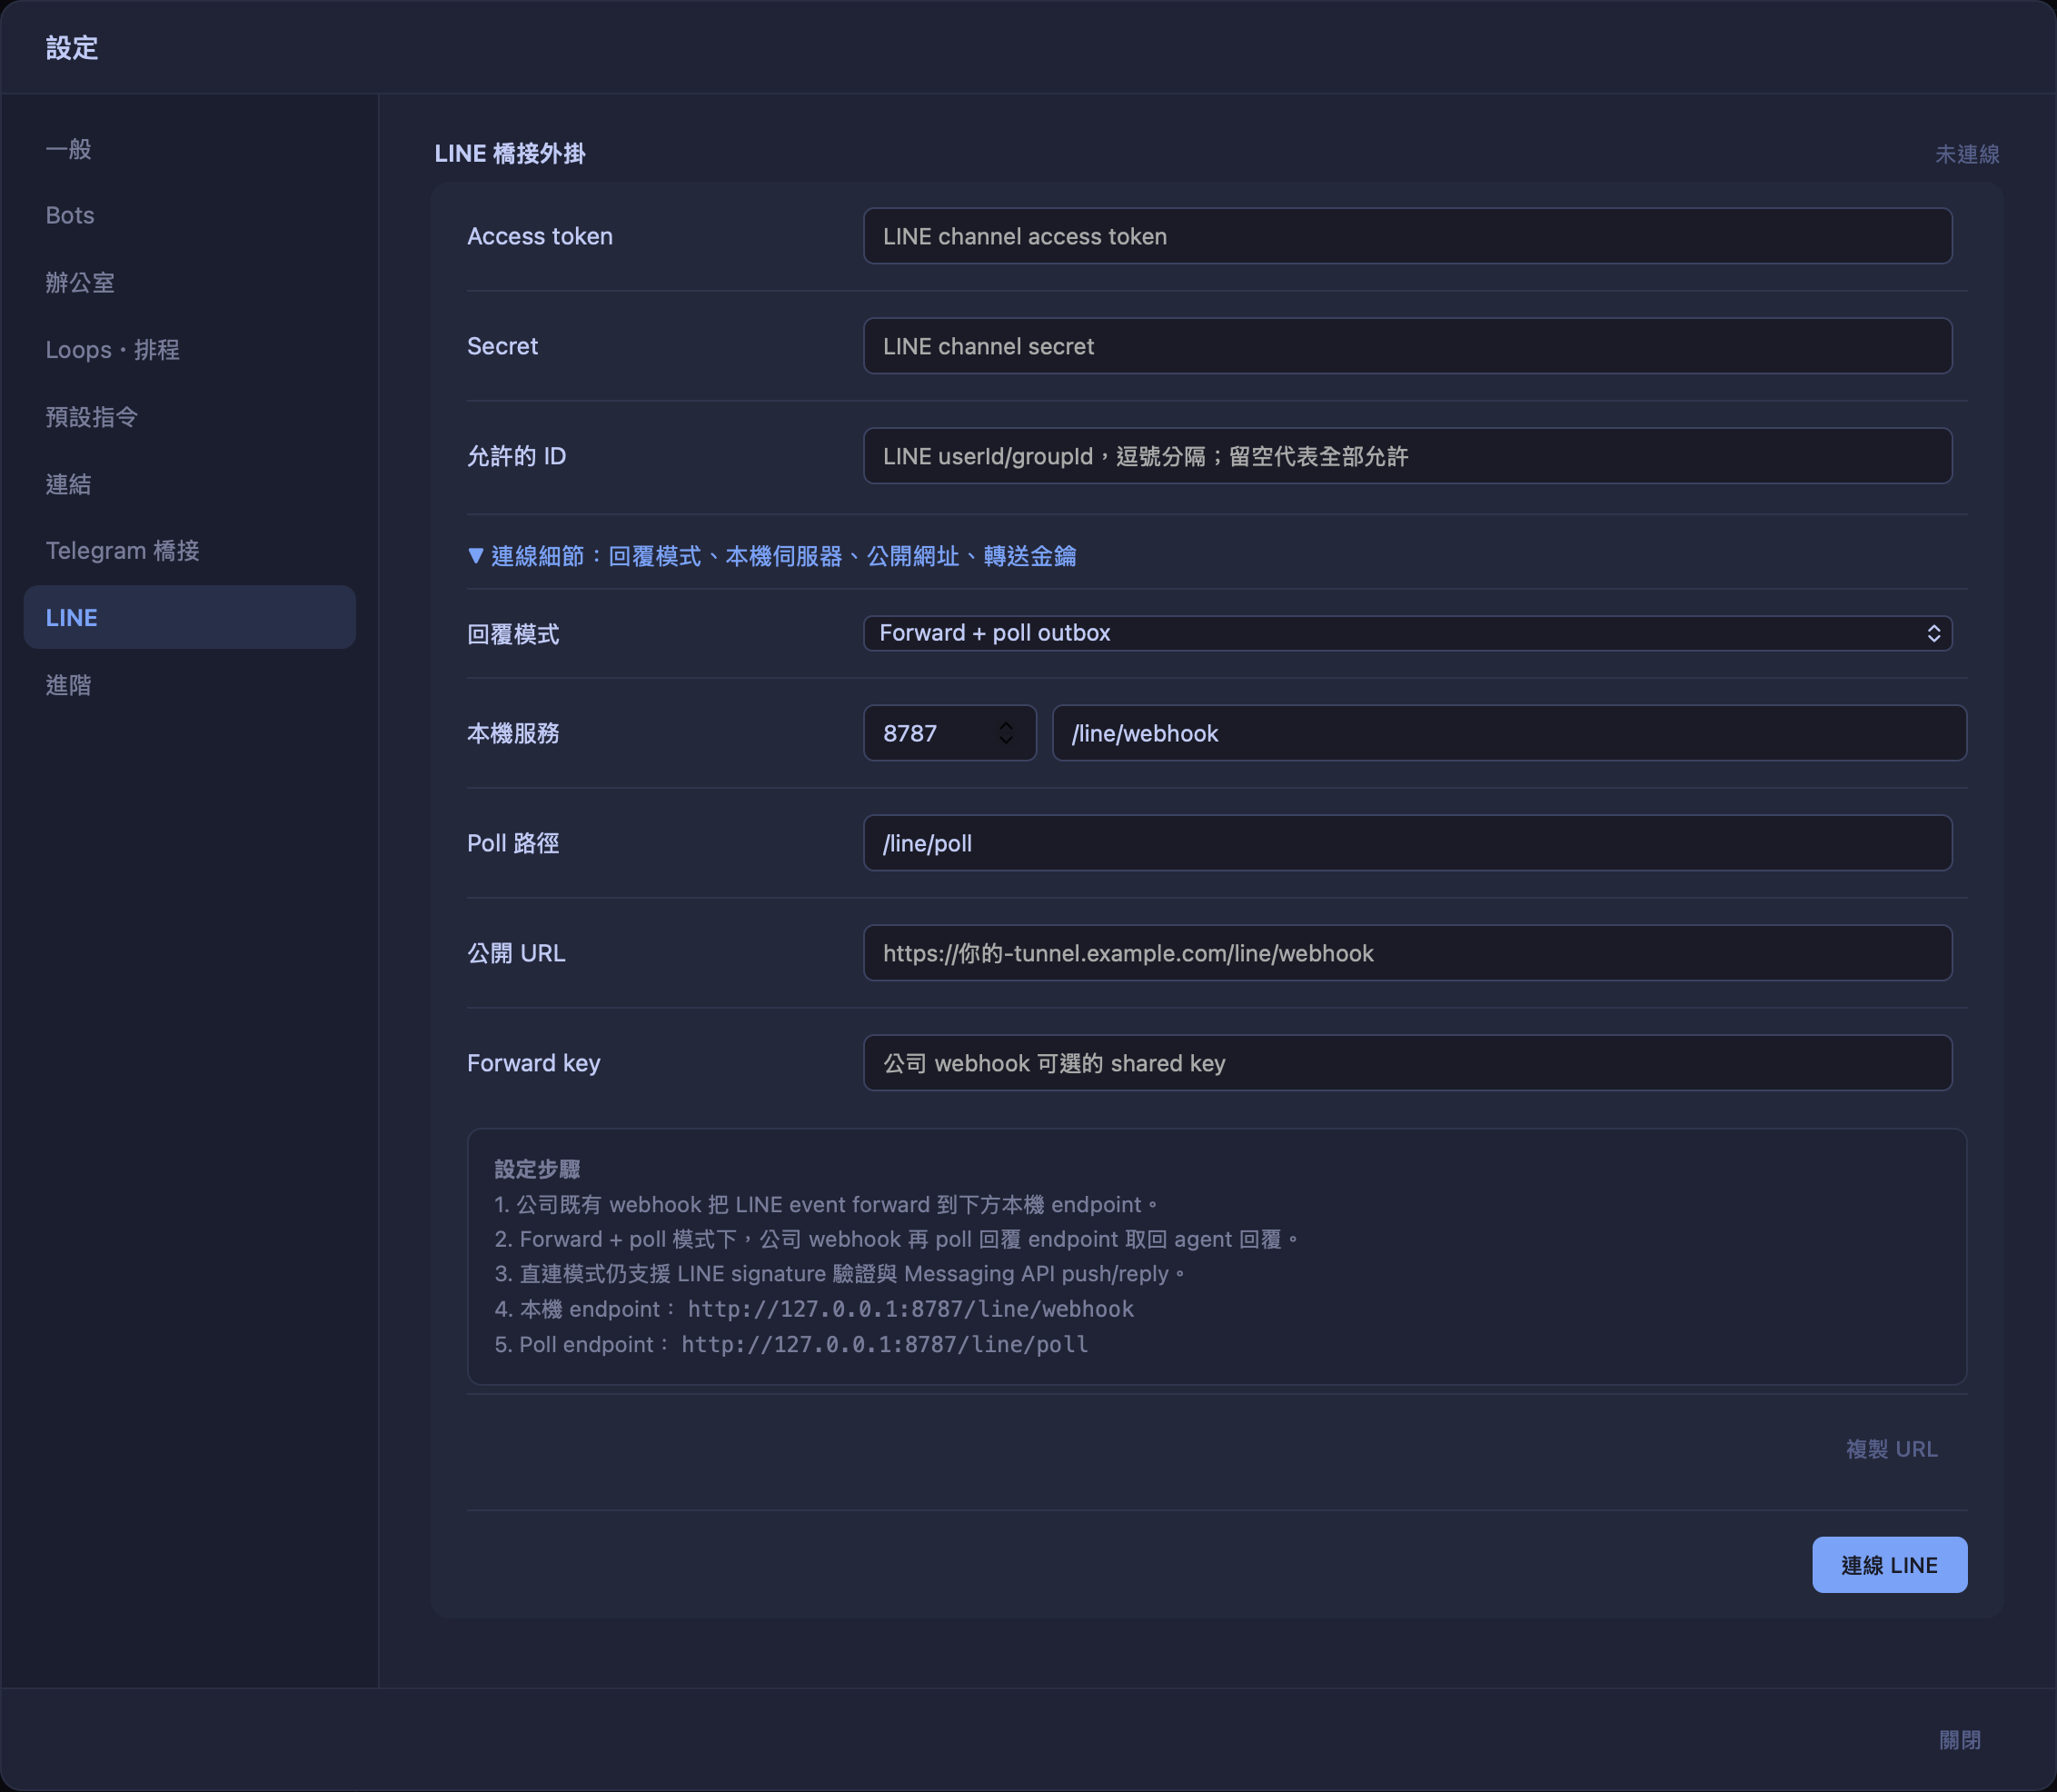 設定
一般
Bots
辦公室
Loops・排程
預設指令
連結
Telegram 橋接
LINE
進階
LINE 橋接外掛
未連線
Access token
LINE channel access token
Secret
LINE channel secret
允許的 ID
LINE userId/groupId，逗號分隔；留空代表全部允許
▼ 連線細節：回覆模式、本機伺服器、公開網址、轉送金鑰
回覆模式
Forward + poll outbox
本機服務
8787
/line/webhook
Poll 路徑
/line/poll
公開 URL
https://你的-tunnel.example.com/line/webhook
Forward key
公司 webhook 可選的 shared key
設定步驟
1. 公司既有 webhook 把 LINE event forward 到下方本機 endpoint。
2. Forward + poll 模式下，公司 webhook 再 poll 回覆 endpoint 取回 agent 回覆。
3. 直連模式仍支援 LINE signature 驗證與 Messaging API push/reply。
4. 本機 endpoint： http://127.0.0.1:8787/line/webhook
5. Poll endpoint： http://127.0.0.1:8787/line/poll
複製 URL
連線 LINE
關閉